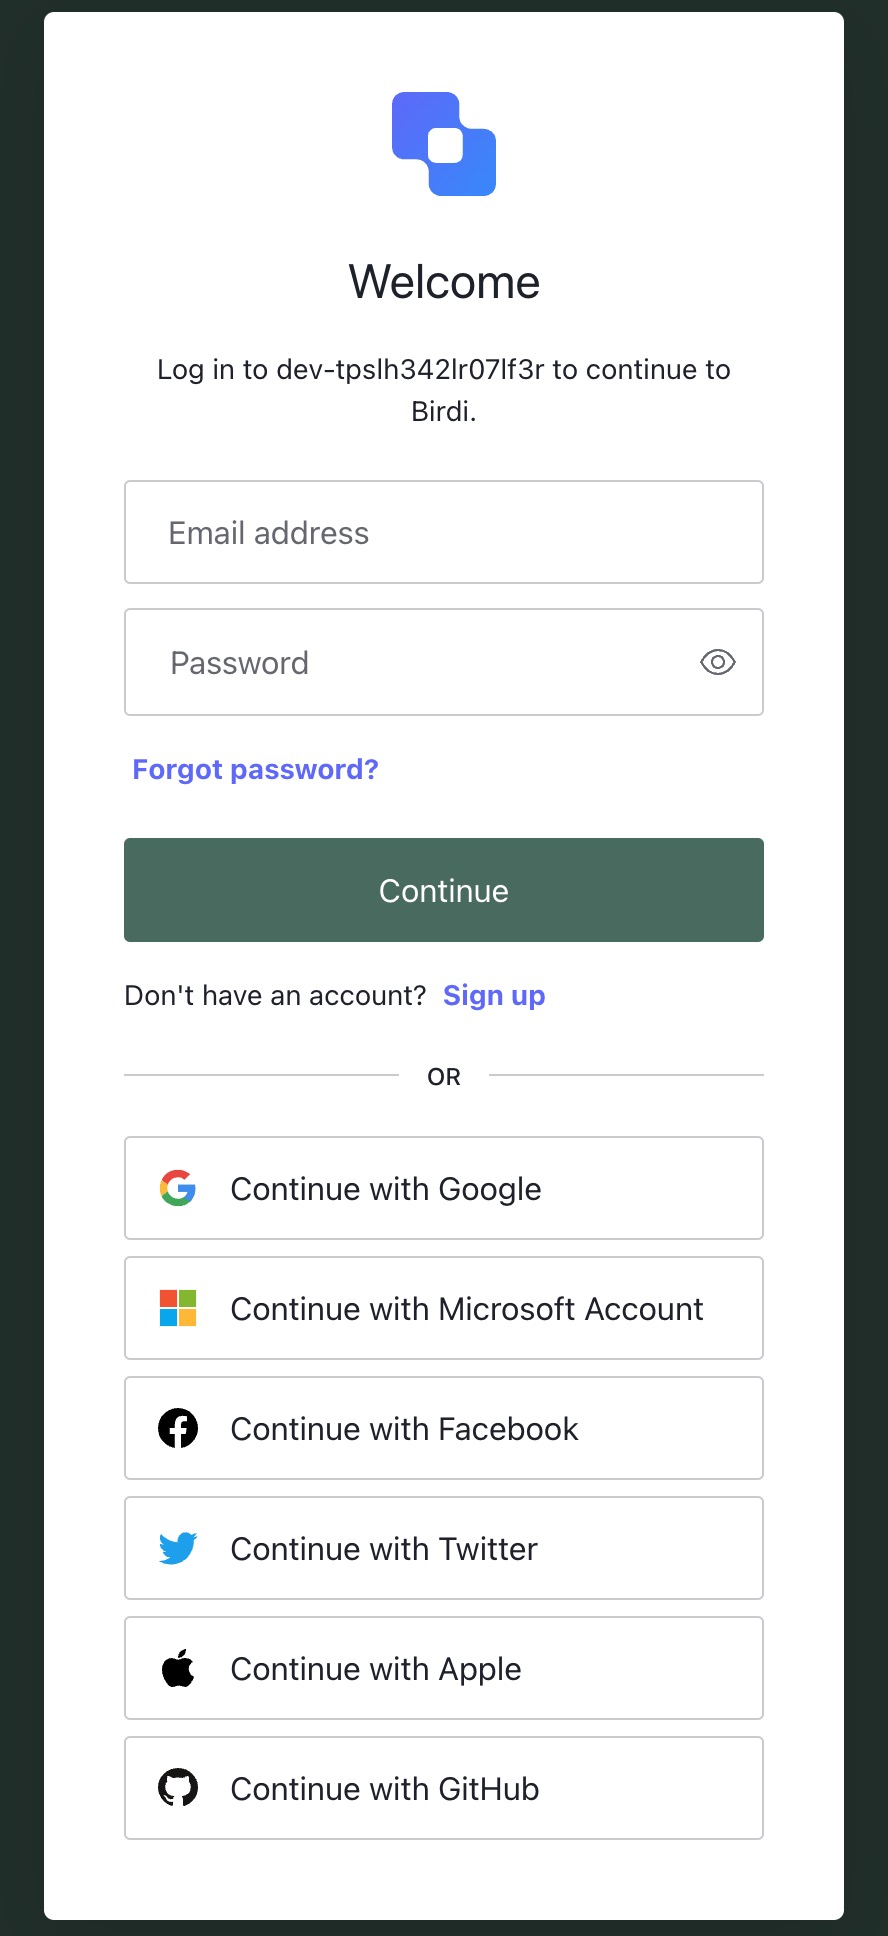 Welcome
Log in to dev-tpslh342lr07lf3r to continue to
Birdi.
Email address
Password
Forgot password?
Continue
Don't have an account? Sign up
OR
Continue with Google
Continue with Microsoft Account
Continue with Facebook
Continue with Twitter
Continue with Apple
Continue with GitHub